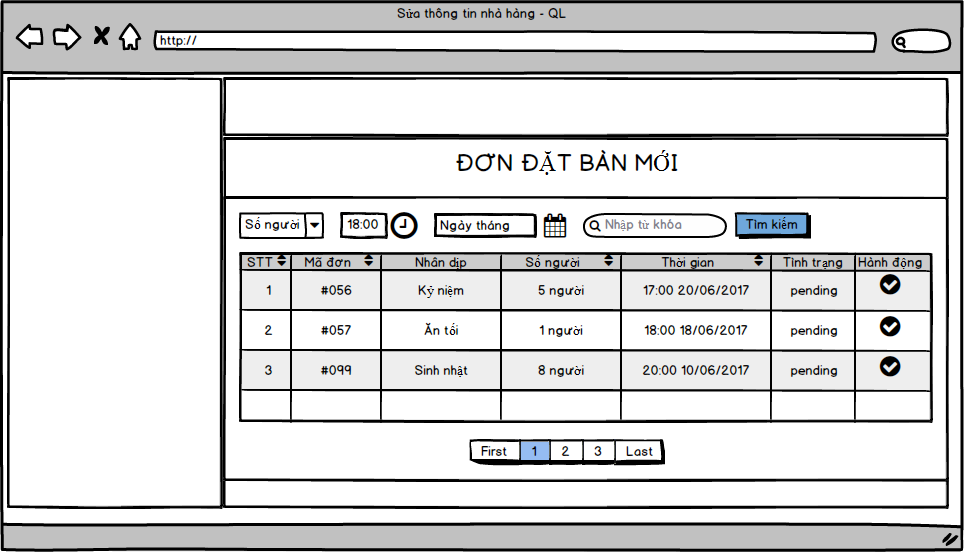 Sửa thông tin nhà hàng - QL
http://
ĐƠN ĐẶT BÀN MỚI
Số người 18:00 Ngày tháng Nhập từ khóa Tìm kiếm
STT Mã đơn Nhân dịp Số người Thời gian Tình trạng Hành động
1 #056 Kỷ niệm 5 người 17:00 20/06/2017 pending
2 #057 Ăn tối 1 người 18:00 18/06/2017 pending
3 #099 Sinh nhật 8 người 20:00 10/06/2017 pending
First 1 2 3 Last